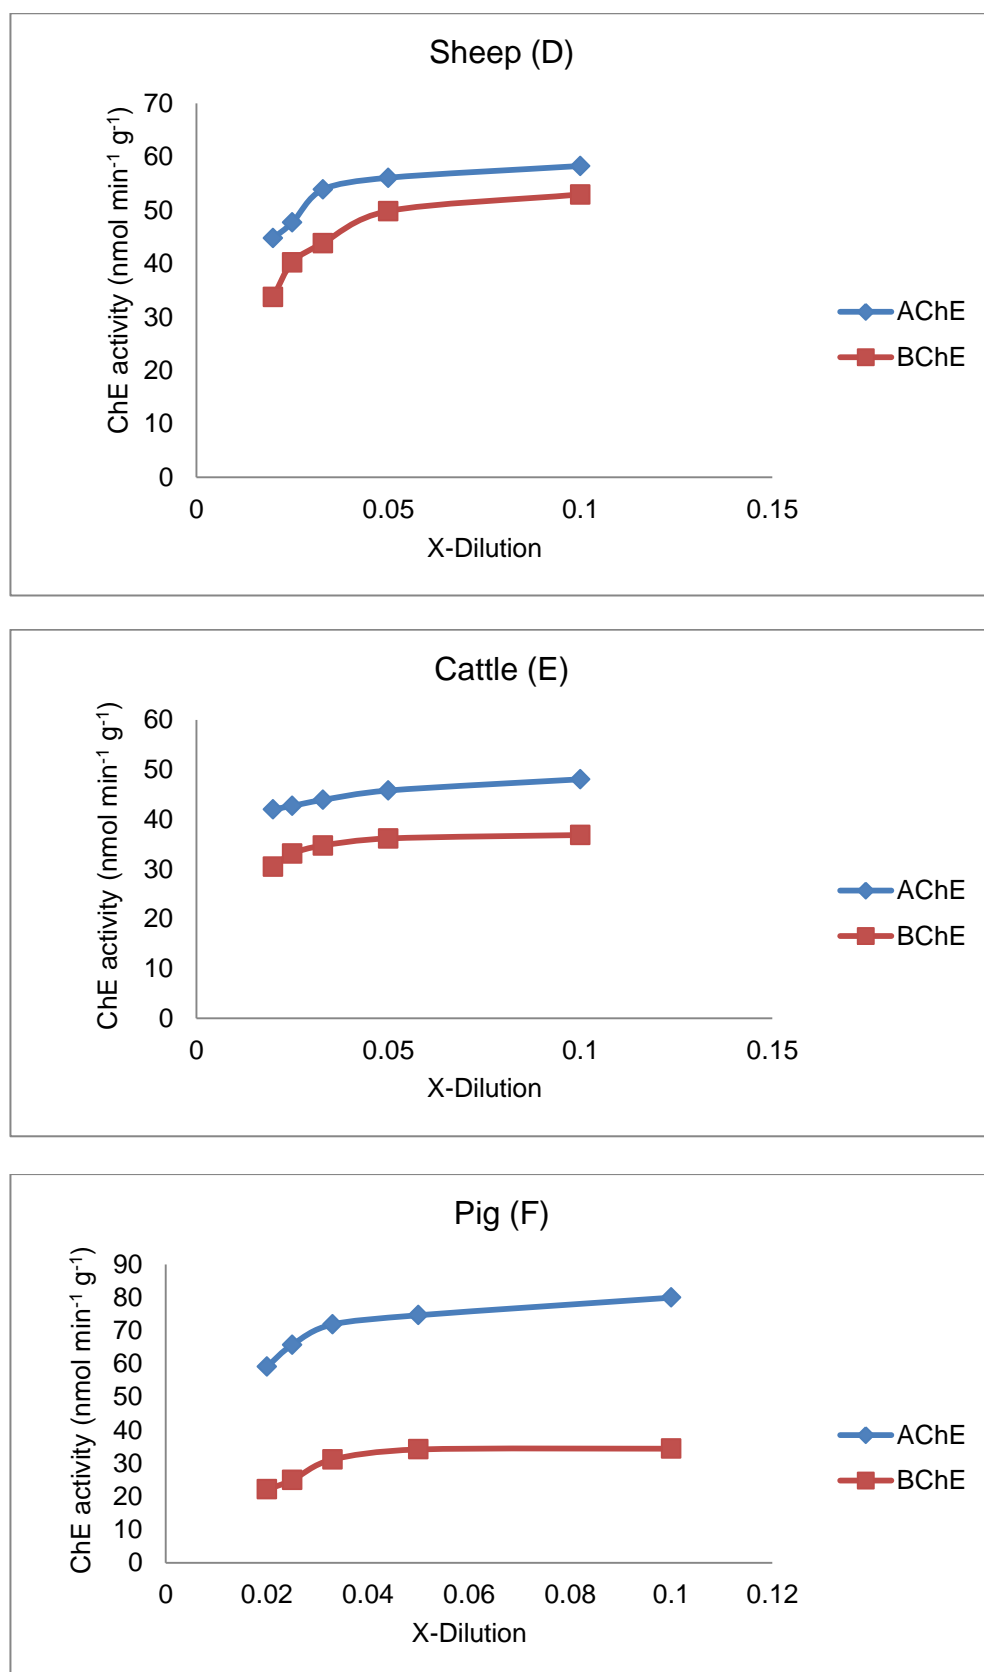 Sheep (D)
ChE activity (nmol min⁻¹ g⁻¹)
70
60
50
40
30
20
10
0
0 0.05 0.1 0.15
X-Dilution
AChE
BChE
Cattle (E)
ChE activity (nmol min⁻¹ g⁻¹)
60
50
40
30
20
10
0
0 0.05 0.1 0.15
X-Dilution
AChE
BChE
Pig (F)
ChE activity (nmol min⁻¹ g⁻¹)
90
80
70
60
50
40
30
20
10
0
0 0.02 0.04 0.06 0.08 0.1 0.12
X-Dilution
AChE
BChE